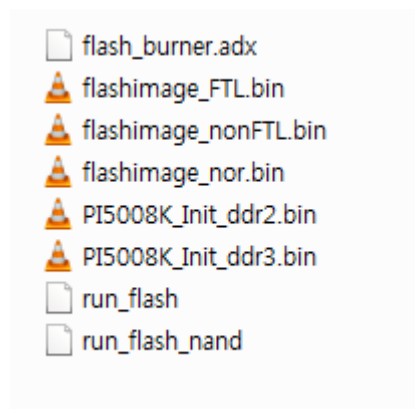 flash_burner.adx
flashimage_FTL.bin
flashimage_nonFTL.bin
flashimage_nor.bin
PI5008K_Init_ddr2.bin
PI5008K_Init_ddr3.bin
run_flash
run_flash_nand